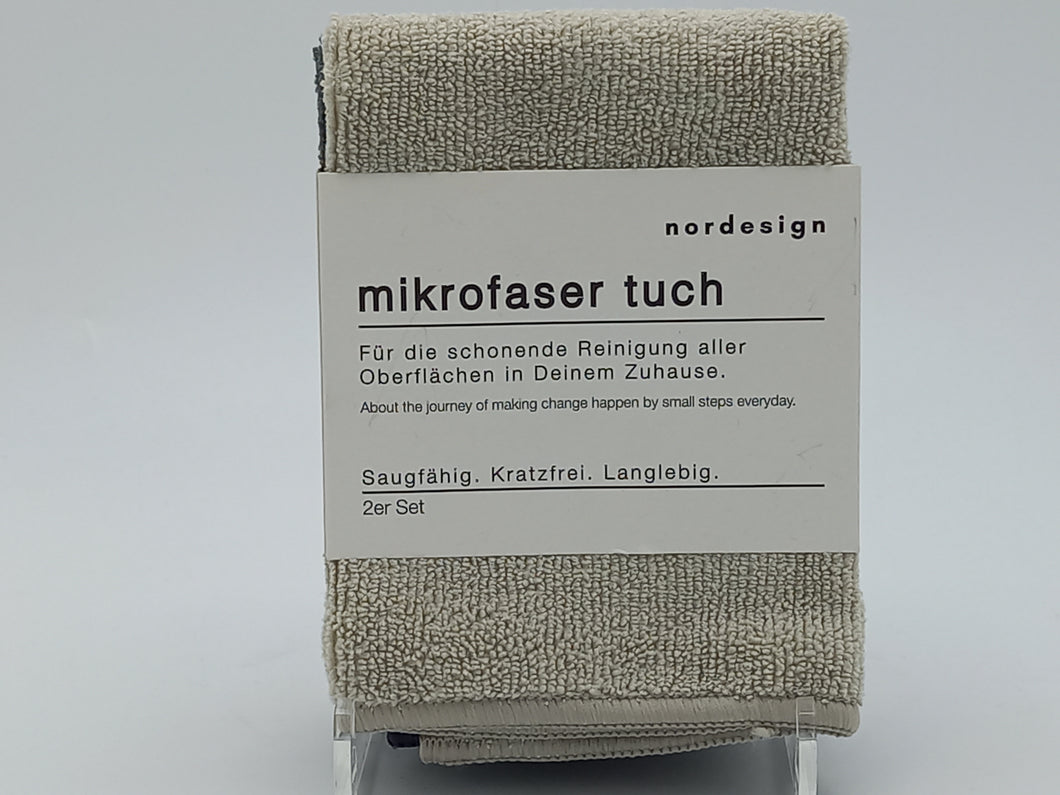 nordesign
mikrofaser tuch
Für die schonende Reinigung aller
Oberflächen in Deinem Zuhause.
About the journey of making change happen by small steps everyday.
Saugfähig. Kratzfrei. Langlebig.
2er Set